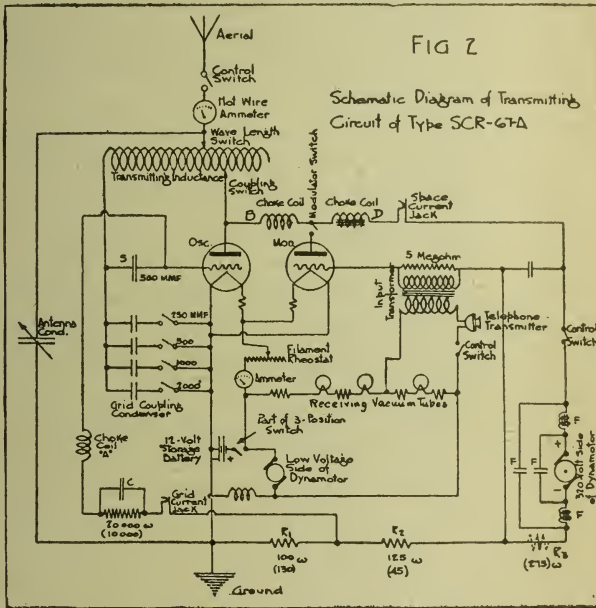 FIG 2
Schematic Diagram of Transmitting
Circuit of Type SCR-67A
Aerial
Control
Switch
Hot Wire
Ammeter
Wave Length
Switch
Transmitting Inductance
Coupling
Switch
Choke Coil
B
Modulator Switch
Choke Coil
D
Space
Current
Jack
Osc.
Mod.
S
500 MMF
5 Megohm
Input
Transformer
Telephone
Transmitter
Control
Switch
Control
Switch
Antenna
Cond.
250 MMF
500
1000
2000
Grid Coupling
Condenser
Filament
Rheostat
Ammeter
Receiving Vacuum Tubes
Part of 3-Position
Switch
12-Volt
Storage
Battery
+
Low Voltage
Side of
Dynamotor
Choke
Coil
"A"
C
20000 ω
(10000)
Grid
Current
Jack
F
F
F
F
+
-
320 Volt Side
of Dynamotor
R1
100 ω
(130)
R2
125 ω
(45)
R3
(275) ω
Ground